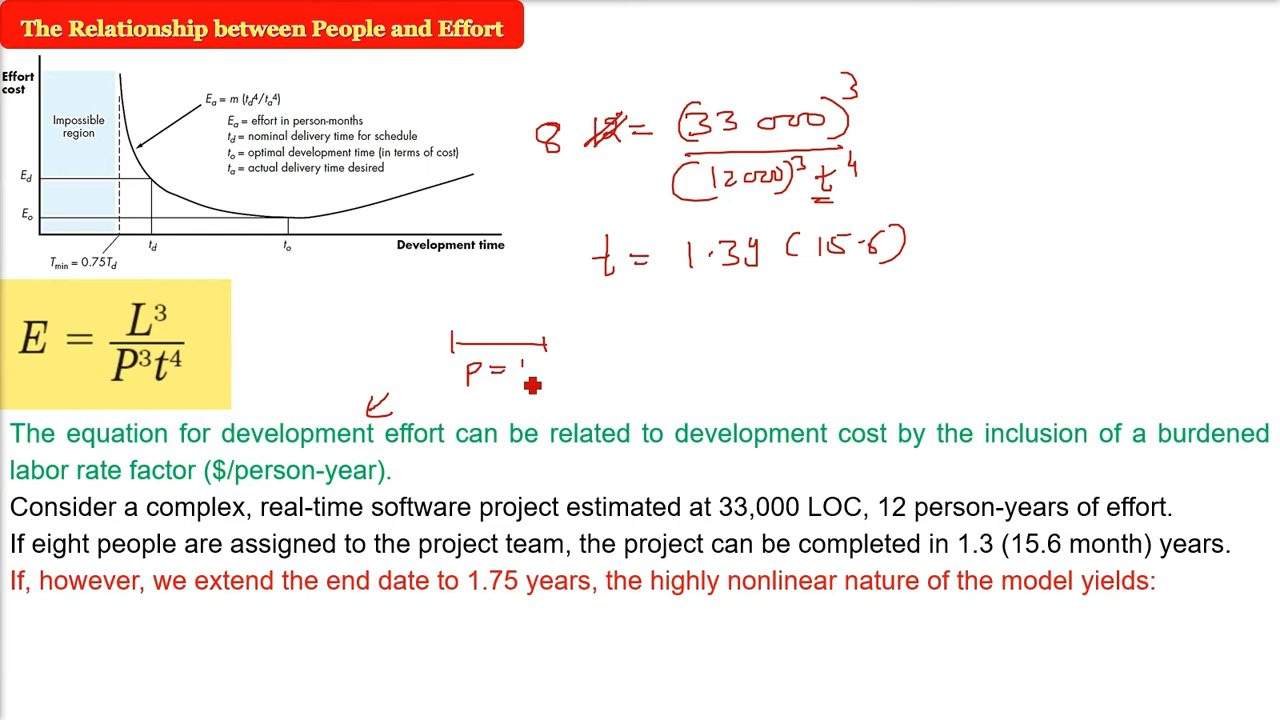 The Relationship between People and Effort
Effort
cost
Impossible
region
Ea = m (td⁴/ta⁴)
Ea = effort in person-months
td = nominal delivery time for schedule
to = optimal development time (in terms of cost)
ta = actual delivery time desired
Ed
Eo
td
to
Development time
Tmin = 0.75Td
8 12 = (33 000)³
(12000)³ t⁴
t = 1.3y (15.6)
E = L³
P³t⁴
P = '
The equation for development effort can be related to development cost by the inclusion of a burdened
labor rate factor ($/person-year).
Consider a complex, real-time software project estimated at 33,000 LOC, 12 person-years of effort.
If eight people are assigned to the project team, the project can be completed in 1.3 (15.6 month) years.
If, however, we extend the end date to 1.75 years, the highly nonlinear nature of the model yields: